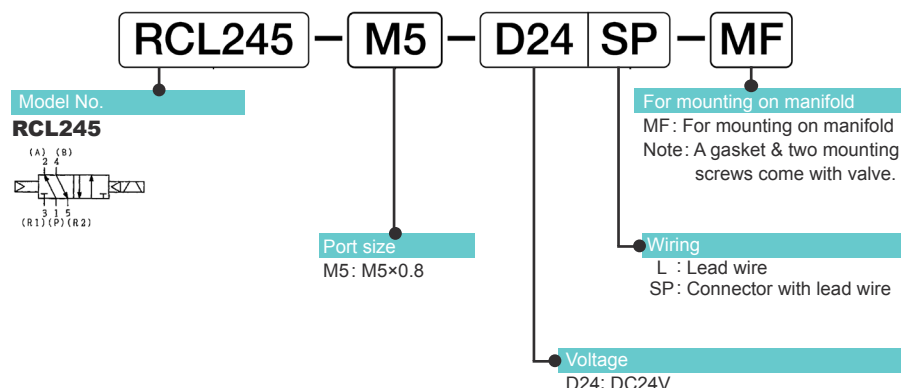 RCL245 - M5 - D24 SP - MF
Model No.
RCL245
(A) (B)
2 4
3 1 5
(R1)(P)(R2)
Port size
M5: M5×0.8
For mounting on manifold
MF: For mounting on manifold
Note: A gasket & two mounting
screws come with valve.
Wiring
L : Lead wire
SP: Connector with lead wire
Voltage
D24: DC24V